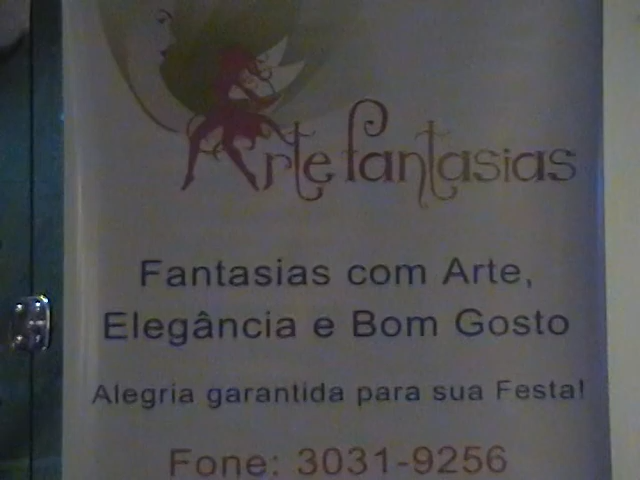 Arte fantasias
Fantasias com Arte,
Elegância e Bom Gosto
Alegria garantida para sua Festa!
Fone: 3031-9256